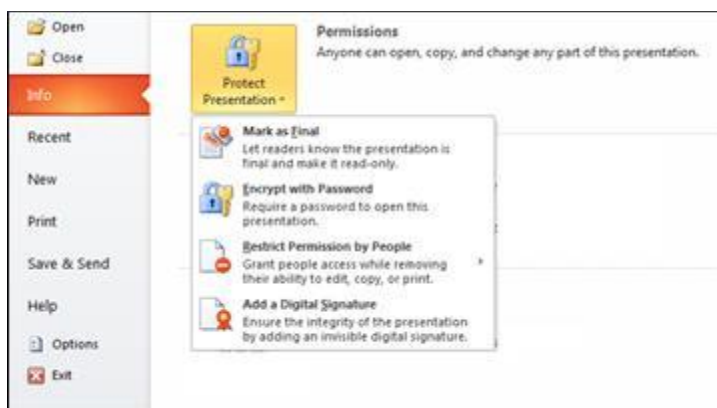 Open
Close
Info
Recent
New
Print
Save & Send
Help
Options
Exit
Protect
Presentation
Permissions
Anyone can open, copy, and change any part of this presentation.
Mark as Final
Let readers know the presentation is
final and make it read-only.
Encrypt with Password
Require a password to open this
presentation.
Restrict Permission by People
Grant people access while removing
their ability to edit, copy, or print.
Add a Digital Signature
Ensure the integrity of the presentation
by adding an invisible digital signature.